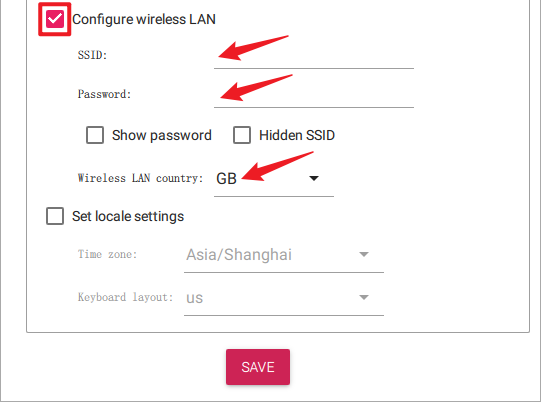 Configure wireless LAN
SSID:
Password:
Show password Hidden SSID
Wireless LAN country: GB
Set locale settings
Time zone: Asia/Shanghai
Keyboard layout: us
SAVE